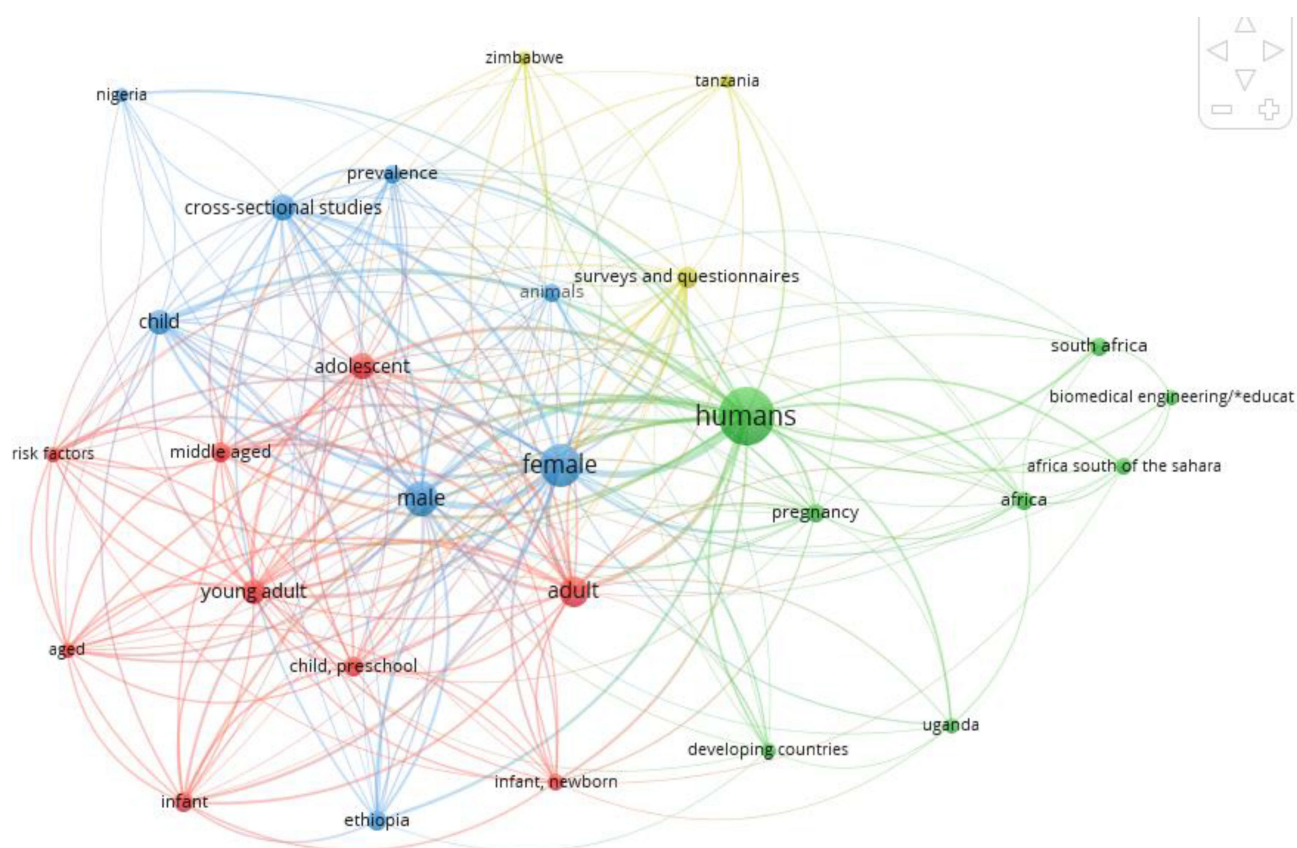 zimbabwe
tanzania
nigeria
prevalence
cross-sectional studies
surveys and questionnaires
animals
child
south africa
adolescent
biomedical engineering/*educat
humans
risk factors
middle aged
female
africa south of the sahara
male
africa
pregnancy
young adult
adult
aged
child, preschool
uganda
developing countries
infant, newborn
infant
ethiopia